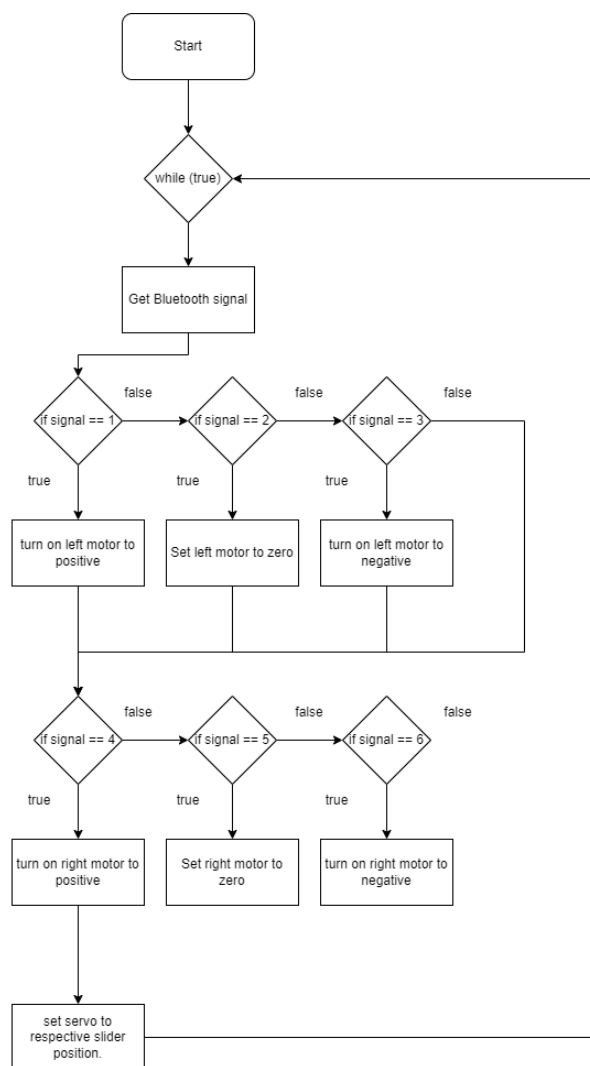 Start
while (true)
Get Bluetooth signal
false
false
false
if signal == 1
if signal == 2
if signal == 3
true
true
true
turn on left motor to
positive
Set left motor to zero
turn on left motor to
negative
false
false
false
if signal == 4
if signal == 5
if signal == 6
true
true
true
turn on right motor to
positive
Set right motor to
zero
turn on right motor to
negative
set servo to
respective slider
position.